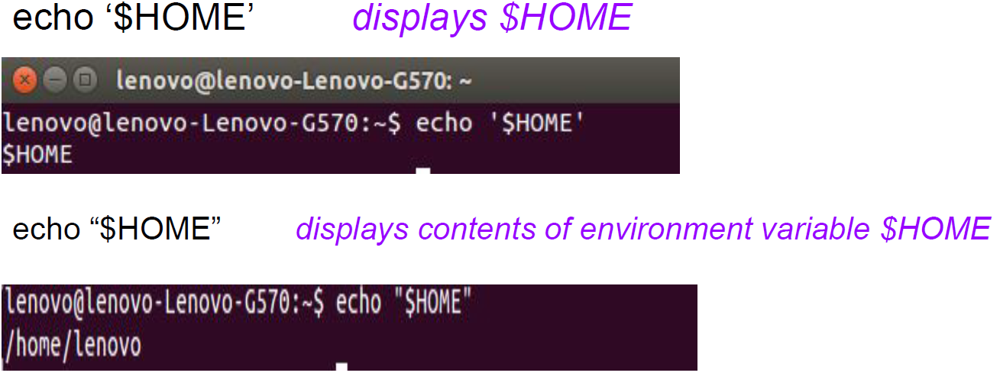 echo ‘$HOME’ displays $HOME
lenovo@lenovo-Lenovo-G570: ~
lenovo@lenovo-Lenovo-G570:~$ echo '$HOME'
$HOME
echo “$HOME” displays contents of environment variable $HOME
lenovo@lenovo-Lenovo-G570:~$ echo "$HOME"
/home/lenovo